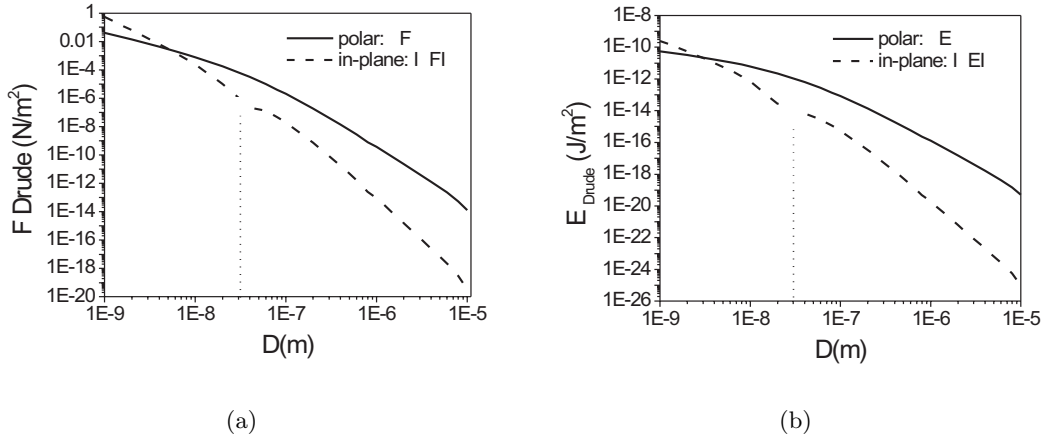 1
0.01
1E-4
1E-6
1E-8
1E-10
1E-12
1E-14
1E-16
1E-18
1E-20
F Drude (N/m²)
polar: F
in-plane: I FI
1E-9
1E-8
1E-7
1E-6
1E-5
D(m)
(a)
1E-8
1E-10
1E-12
1E-14
1E-16
1E-18
1E-20
1E-22
1E-24
1E-26
E Drude (J/m²)
polar: E
in-plane: I EI
1E-9
1E-8
1E-7
1E-6
1E-5
D(m)
(b)